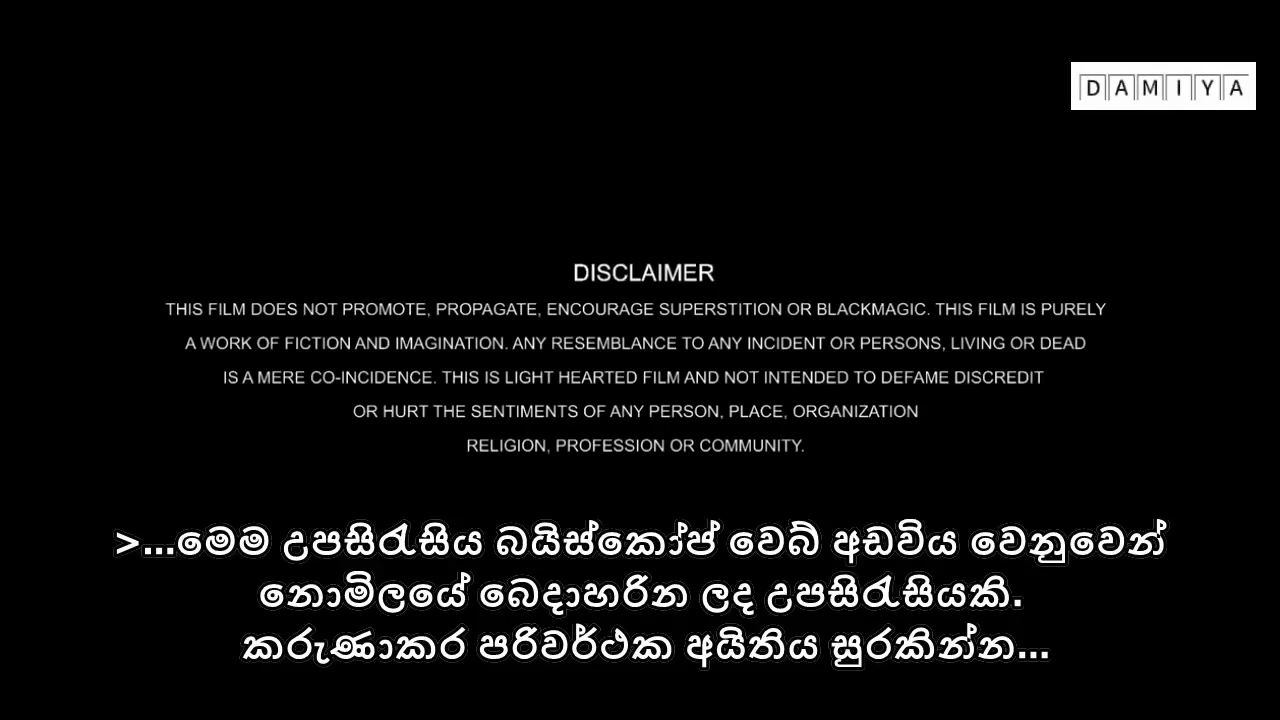 DAMIYA
DISCLAIMER
THIS FILM DOES NOT PROMOTE, PROPAGATE, ENCOURAGE SUPERSTITION OR BLACKMAGIC. THIS FILM IS PURELY
A WORK OF FICTION AND IMAGINATION. ANY RESEMBLANCE TO ANY INCIDENT OR PERSONS, LIVING OR DEAD
IS A MERE CO-INCIDENCE. THIS IS LIGHT HEARTED FILM AND NOT INTENDED TO DEFAME DISCREDIT
OR HURT THE SENTIMENTS OF ANY PERSON, PLACE, ORGANIZATION
RELIGION, PROFESSION OR COMMUNITY.
>...මෙම උපසිරැසිය බයිස්කෝප් වෙබ් අඩවිය වෙනුවෙන්
නොමිලයේ බෙදාහරින ලද උපසිරැසියකි.
කරුණාකර පරිවර්ථක අයිතිය සුරකින්න...